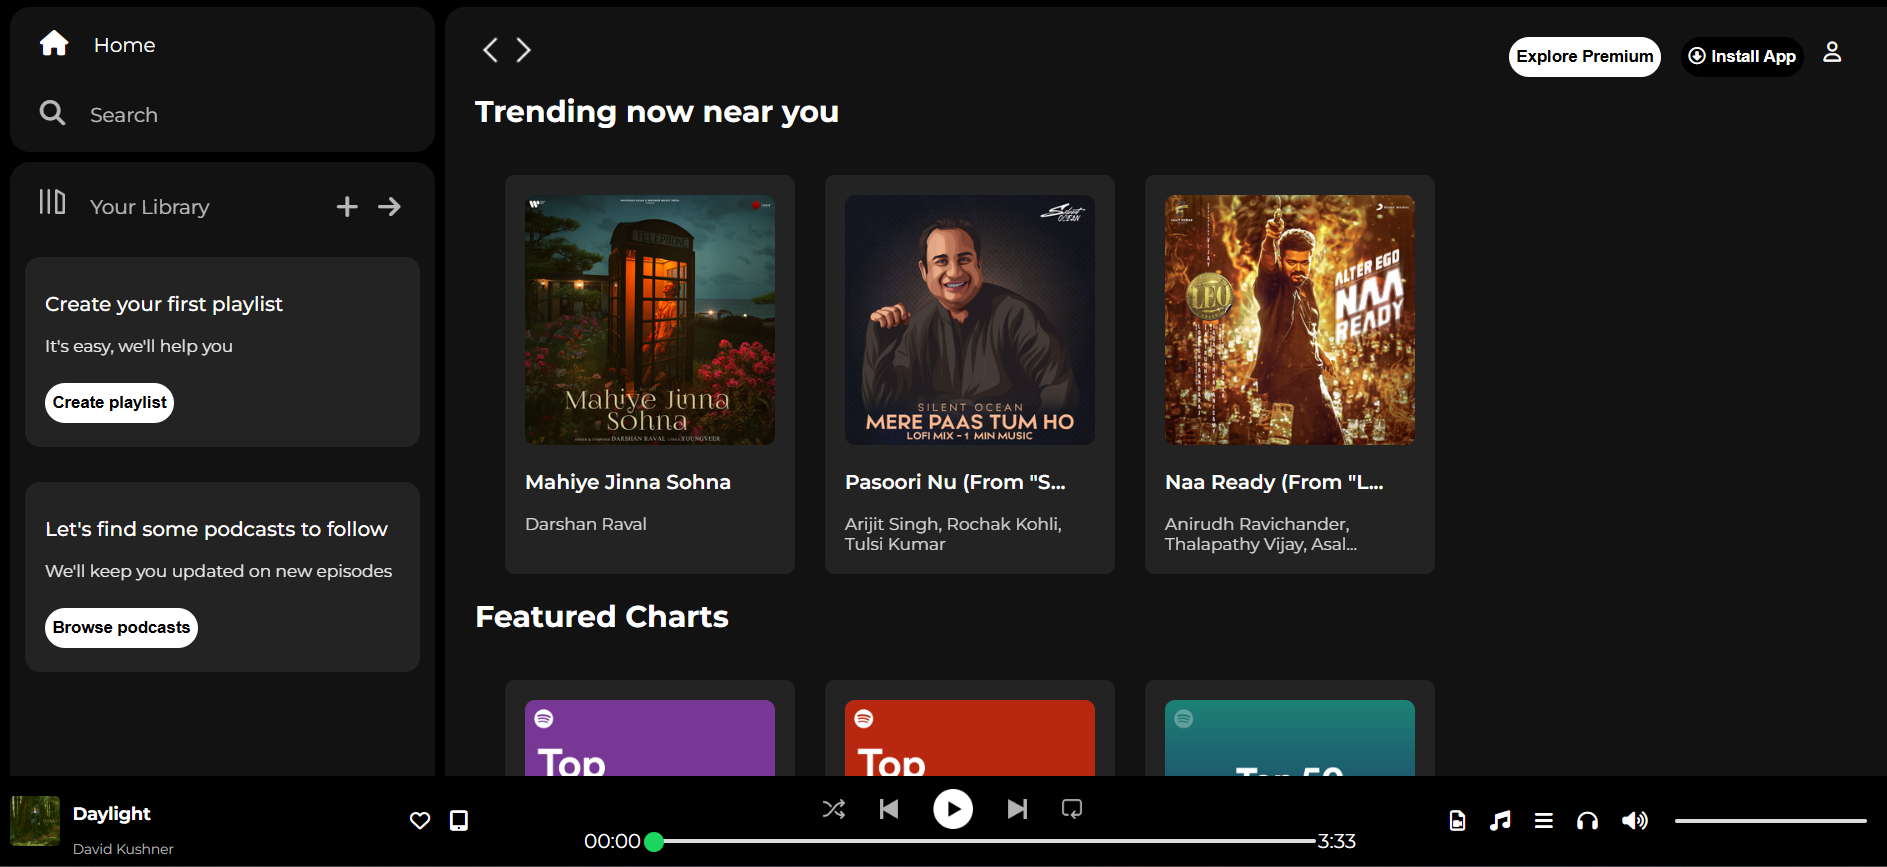 Home
Search
Your Library
Create your first playlist
It's easy, we'll help you
Create playlist
Let's find some podcasts to follow
We'll keep you updated on new episodes
Browse podcasts
Explore Premium
Install App
Trending now near you
TELEPHONE
Mahiye Jinna
Sohna
DARSHAN RAVAL
YOUNGVEER
Mahiye Jinna Sohna
Darshan Raval
Silent
OCEAN
SILENT OCEAN
MERE PAAS TUM HO
LOFI MIX - 1 MIN MUSIC
Pasoori Nu (From "S...
Arijit Singh, Rochak Kohli,
Tulsi Kumar
LEO
ALTER EGO
NAA
READY
Naa Ready (From "L...
Anirudh Ravichander,
Thalapathy Vijay, Asal...
Featured Charts
Top
Top
Top 50
Daylight
David Kushner
00:00
3:33